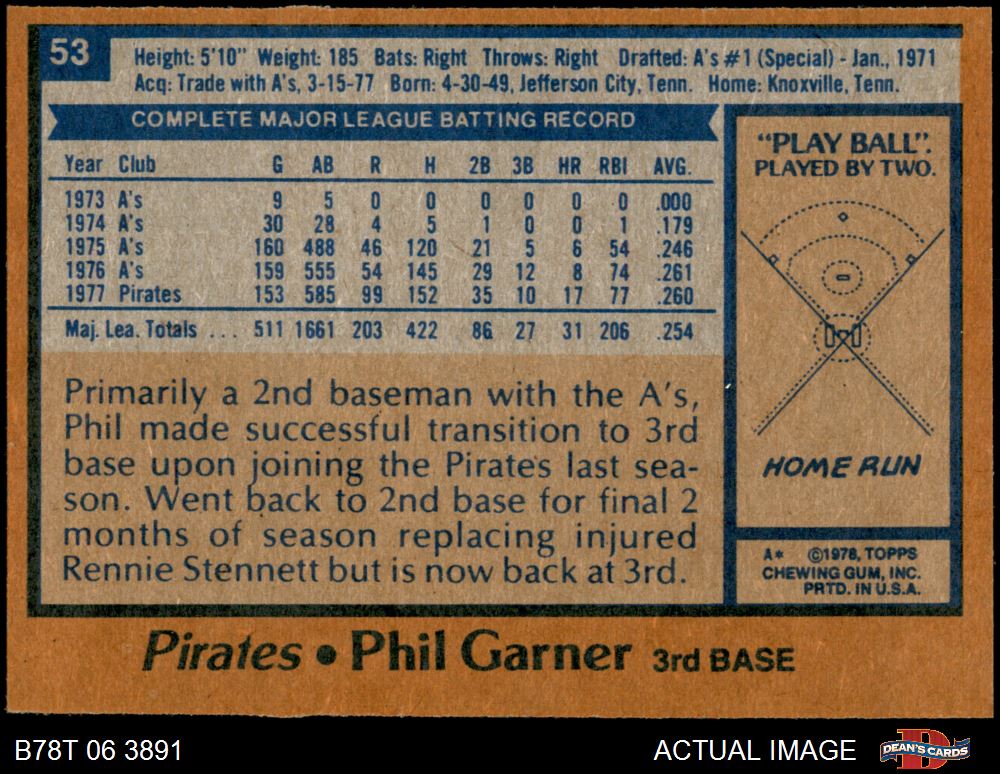 53
Height: 5'10" Weight: 185 Bats: Right Throws: Right Drafted: A's #1 (Special) - Jan., 1971
Acq: Trade with A's, 3-15-77 Born: 4-30-49, Jefferson City, Tenn. Home: Knoxville, Tenn.
COMPLETE MAJOR LEAGUE BATTING RECORD
Year Club G AB R H 2B 3B HR RBI AVG.
1973 A's 9 5 0 0 0 0 0 0 .000
1974 A's 30 28 4 5 1 0 0 1 .179
1975 A's 160 488 46 120 21 5 6 54 .246
1976 A's 159 555 54 145 29 12 8 74 .261
1977 Pirates 153 585 99 152 35 10 17 77 .260
Maj. Lea. Totals ... 511 1661 203 422 86 27 31 206 .254
Primarily a 2nd baseman with the A's,
Phil made successful transition to 3rd
base upon joining the Pirates last sea-
son. Went back to 2nd base for final 2
months of season replacing injured
Rennie Stennett but is now back at 3rd.
"PLAY BALL".
PLAYED BY TWO.
HOME RUN
A* ©1978, TOPPS
CHEWING GUM, INC.
PRTD. IN U.S.A.
Pirates • Phil Garner 3rd BASE
B78T 06 3891
ACTUAL IMAGE
DEAN'S CARDS